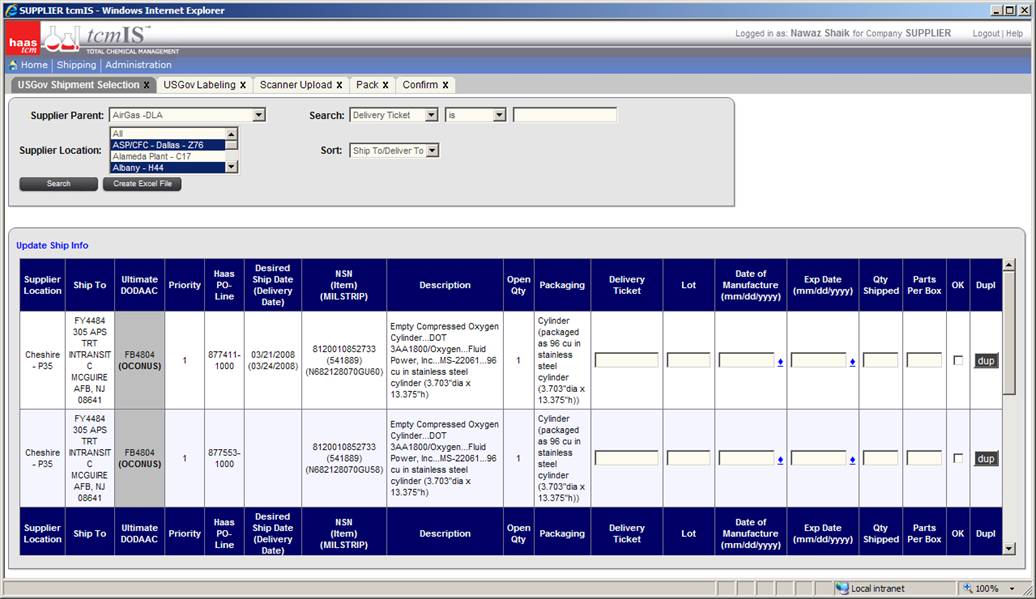 SUPPLIER tcmIS - Windows Internet Explorer
haas tcm
tcmIS™
TOTAL CHEMICAL MANAGEMENT
Logged in as: Nawaz Shaik for Company SUPPLIER
Logout | Help
Home | Shipping | Administration
USGov Shipment Selection x USGov Labeling x Scanner Upload x Pack x Confirm x
Supplier Parent: AirGas -DLA Search: Delivery Ticket is
Supplier Location: All
ASP/CFC - Dallas - Z76
Alameda Plant - C17
Albany - H44
Sort: Ship To/Deliver To
Search Create Excel File
Update Ship Info
Supplier Location
Ship To
Ultimate DODAAC
Priority
Haas PO-Line
Desired Ship Date (Delivery Date)
NSN (Item) (MILSTRIP)
Description
Open Qty
Packaging
Delivery Ticket
Lot
Date of Manufacture (mm/dd/yyyy)
Exp Date (mm/dd/yyyy)
Qty Shipped
Parts Per Box
OK
Dupl
Cheshire - P35
FY4484
305 APS
TRT
INTRANSIT
C
MCGUIRE
AFB, NJ
08641
FB4804
(OCONUS)
1
877411-
1000
03/21/2008
(03/24/2008)
8120010852733
(541889)
(N682128070GU60)
Empty Compressed Oxygen
Cylinder...DOT
3AA1800/Oxygen...Fluid
Power, Inc...MS-22061...96
cu in stainless steel
cylinder (3.703"dia x
13.375"h)
1
Cylinder
(packaged
as 96 cu in
stainless
steel
cylinder
(3.703"dia x
13.375"h))
dup
Cheshire - P35
FY4484
305 APS
TRT
INTRANSIT
C
MCGUIRE
AFB, NJ
08641
FB4804
(OCONUS)
1
877553-
1000
8120010852733
(541889)
(N682128070GU58)
Empty Compressed Oxygen
Cylinder...DOT
3AA1800/Oxygen...Fluid
Power, Inc...MS-22061...96
cu in stainless steel
cylinder (3.703"dia x
13.375"h)
1
Cylinder
(packaged
as 96 cu in
stainless
steel
cylinder
(3.703"dia x
13.375"h))
dup
Supplier Location
Ship To
Ultimate DODAAC
Priority
Haas PO-Line
Desired Ship Date (Delivery Date)
NSN (Item) (MILSTRIP)
Description
Open Qty
Packaging
Delivery Ticket
Lot
Date of Manufacture (mm/dd/yyyy)
Exp Date (mm/dd/yyyy)
Qty Shipped
Parts Per Box
OK
Dupl
Local intranet 100%